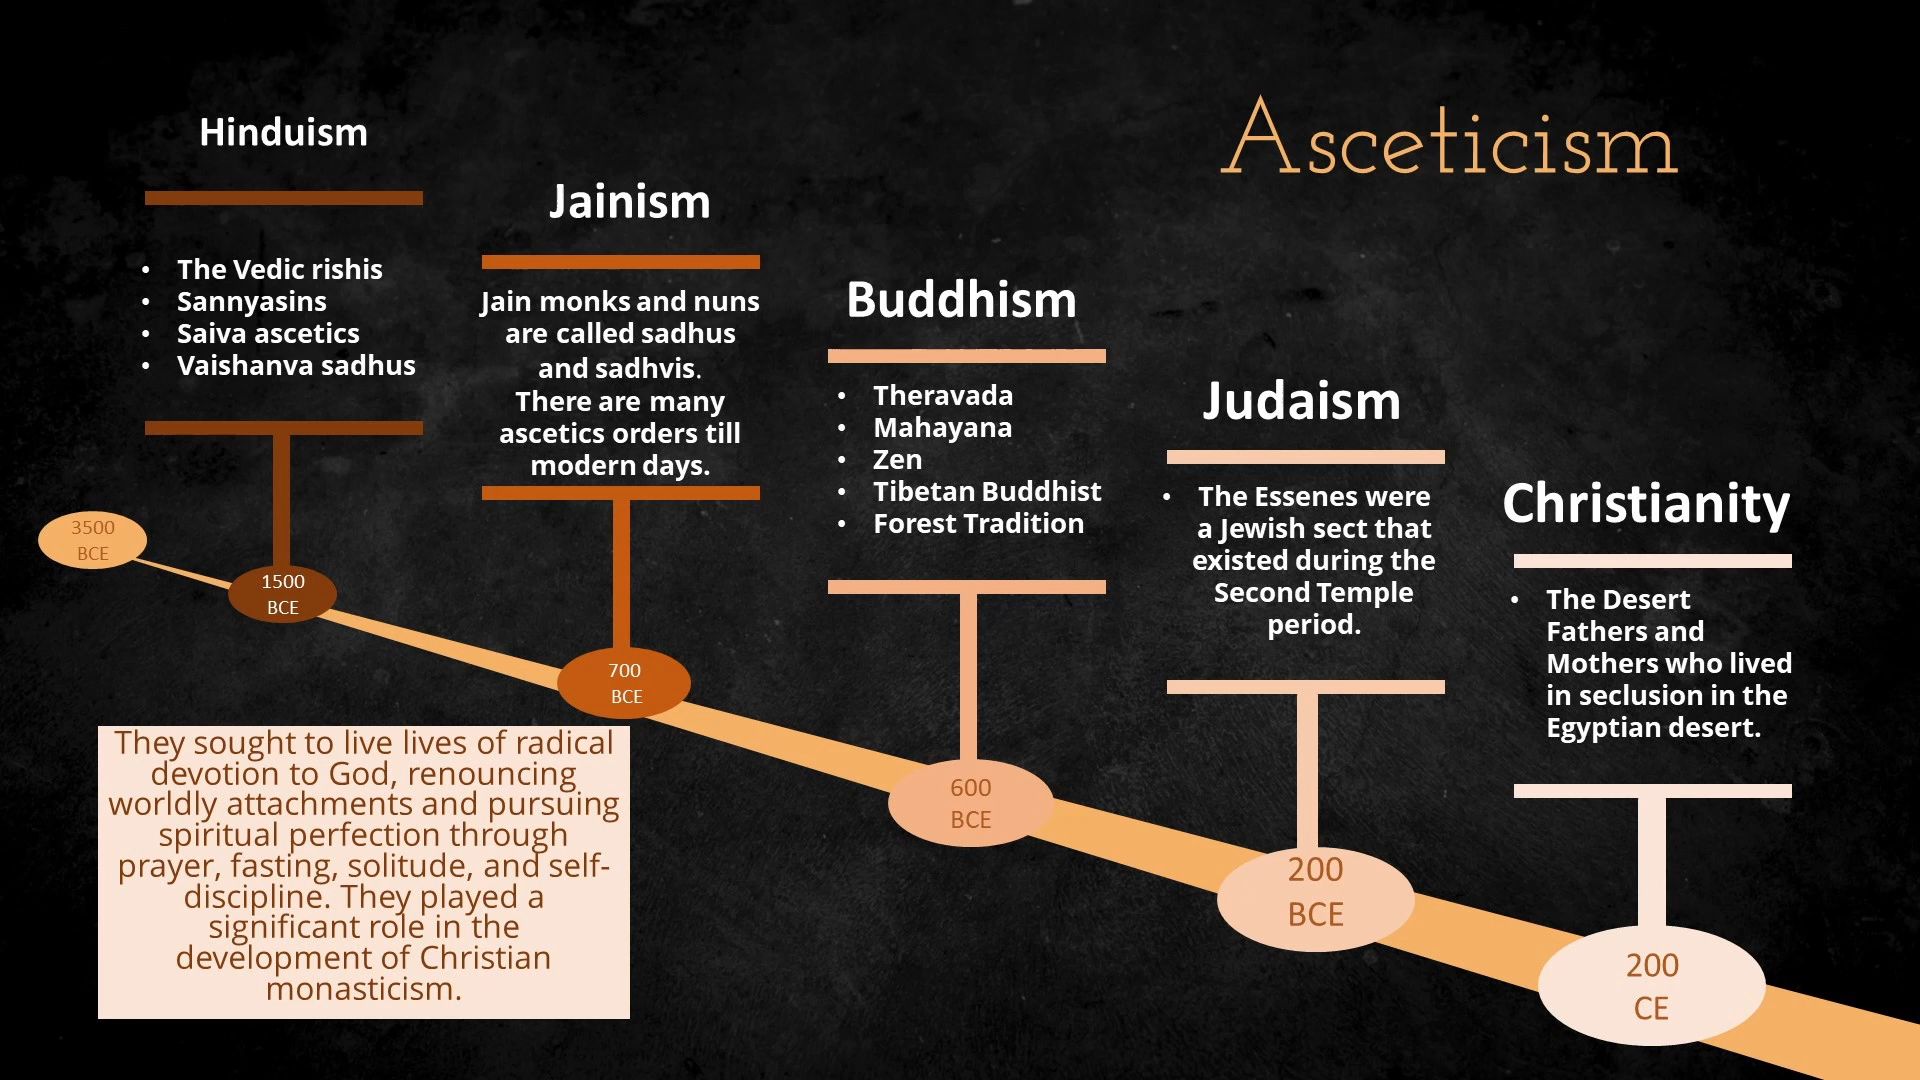 Asceticism
Hinduism
• The Vedic rishis
• Sannyasins
• Saiva ascetics
• Vaishanva sadhus
Jainism
Jain monks and nuns
are called sadhus
and sadhvis.
There are many
ascetics orders till
modern days.
Buddhism
• Theravada
• Mahayana
• Zen
• Tibetan Buddhist
• Forest Tradition
Judaism
• The Essenes were
a Jewish sect that
existed during the
Second Temple
period.
Christianity
• The Desert
Fathers and
Mothers who lived
in seclusion in the
Egyptian desert.
3500
BCE
1500
BCE
700
BCE
600
BCE
200
BCE
200
CE
They sought to live lives of radical
devotion to God, renouncing
worldly attachments and pursuing
spiritual perfection through
prayer, fasting, solitude, and self-
discipline. They played a
significant role in the
development of Christian
monasticism.